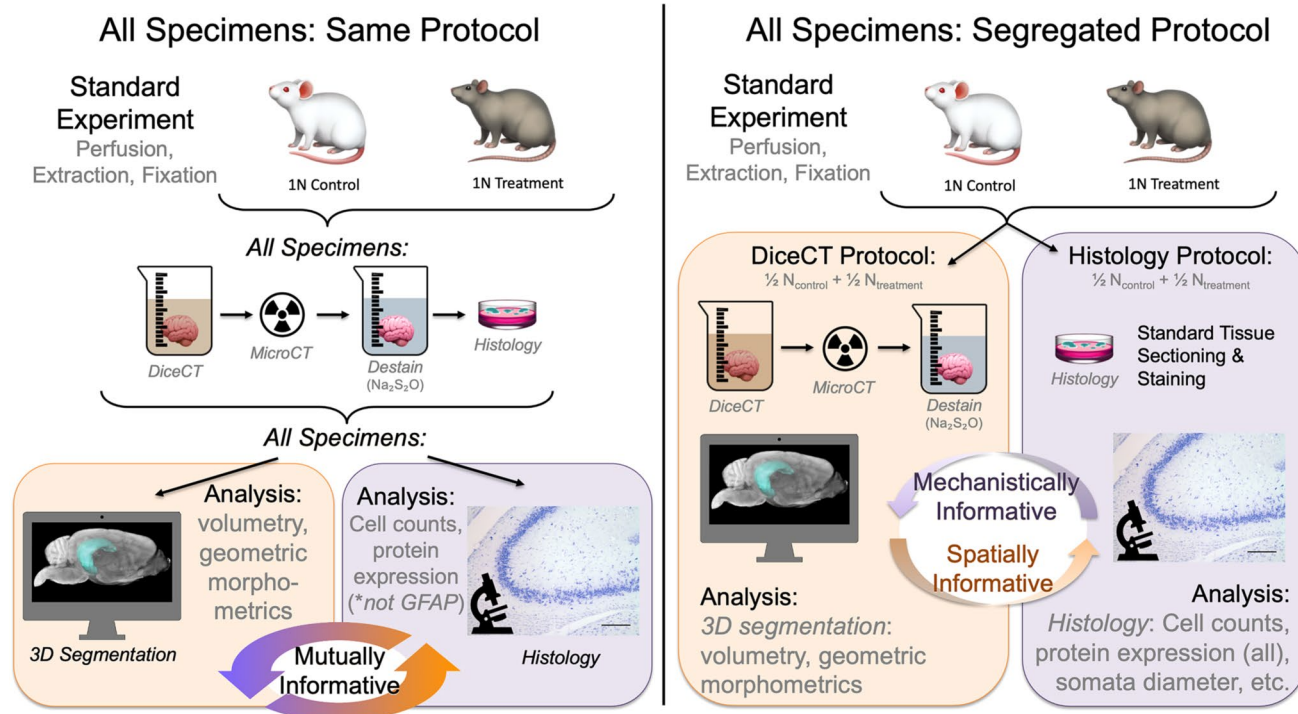 All Specimens: Same Protocol
Standard
Experiment
Perfusion,
Extraction, Fixation
1N Control
1N Treatment
All Specimens:
DiceCT
MicroCT
Destain
(Na₂S₂O)
Histology
All Specimens:
Analysis:
volumetry,
geometric
morpho-
metrics
3D Segmentation
Analysis:
Cell counts,
protein
expression
(*not GFAP)
Histology
Mutually
Informative
All Specimens: Segregated Protocol
Standard
Experiment
Perfusion,
Extraction, Fixation
1N Control
1N Treatment
DiceCT Protocol:
½ Ncontrol + ½ Ntreatment
DiceCT
MicroCT
Destain
(Na₂S₂O)
Histology Protocol:
½ Ncontrol + ½ Ntreatment
Histology
Standard Tissue
Sectioning &
Staining
Mechanistically
Informative
Spatially
Informative
Analysis:
3D segmentation:
volumetry, geometric
morphometrics
Analysis:
Histology: Cell counts,
protein expression (all),
somata diameter, etc.